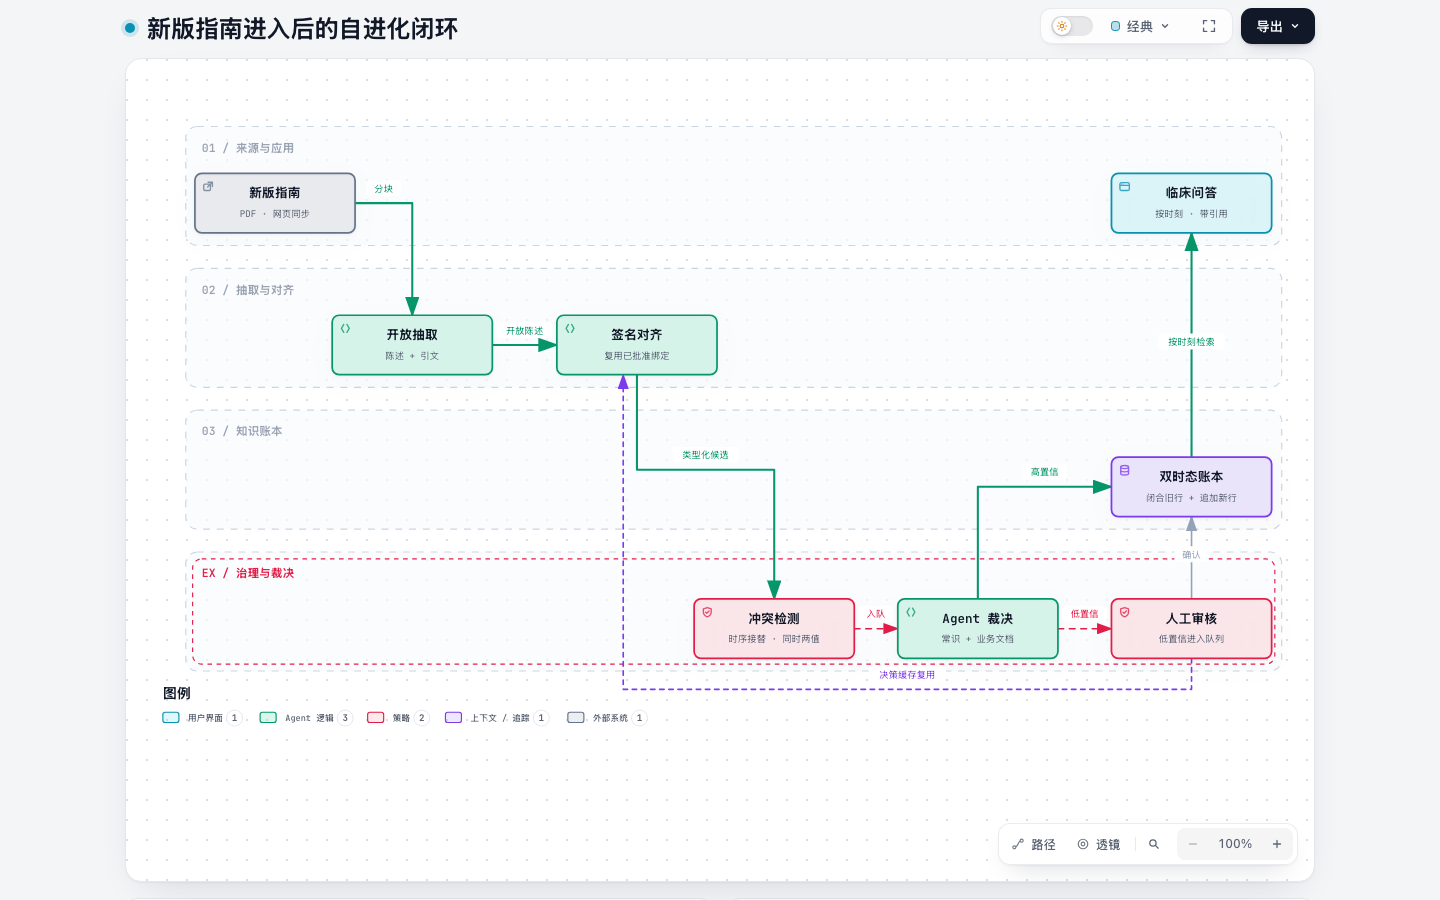 新版指南进入后的自进化闭环
经典
导出
01 / 来源与应用
新版指南
PDF · 网页同步
分块
临床问答
按时刻 · 带引用
02 / 抽取与对齐
开放抽取
陈述 + 引文
开放陈述
签名对齐
复用已批准绑定
按时刻检索
03 / 知识账本
类型化候选
高置信
双时态账本
闭合旧行 + 追加新行
确认
EX / 治理与裁决
冲突检测
时序接替 · 同时两值
入队
Agent 裁决
常识 + 业务文档
低置信
人工审核
低置信进入队列
决策缓存复用
图例
用户界面 1
Agent 逻辑 3
策略 2
上下文 / 追踪 1
外部系统 1
路径
透镜
100%